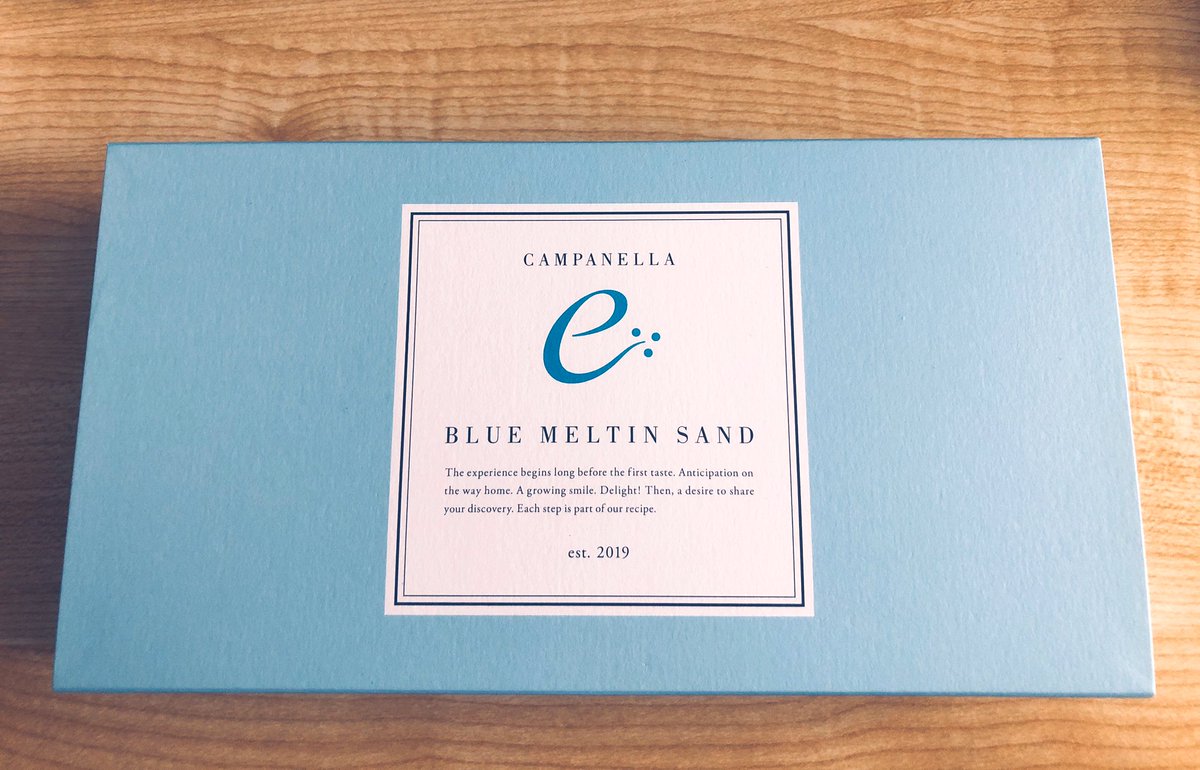 CAMPANELLA
e
BLUE MELTIN SAND
The experience begins long before the first taste. Anticipation on
the way home. A growing smile. Delight! Then, a desire to share
your discovery. Each step is part of our recipe.
est. 2019